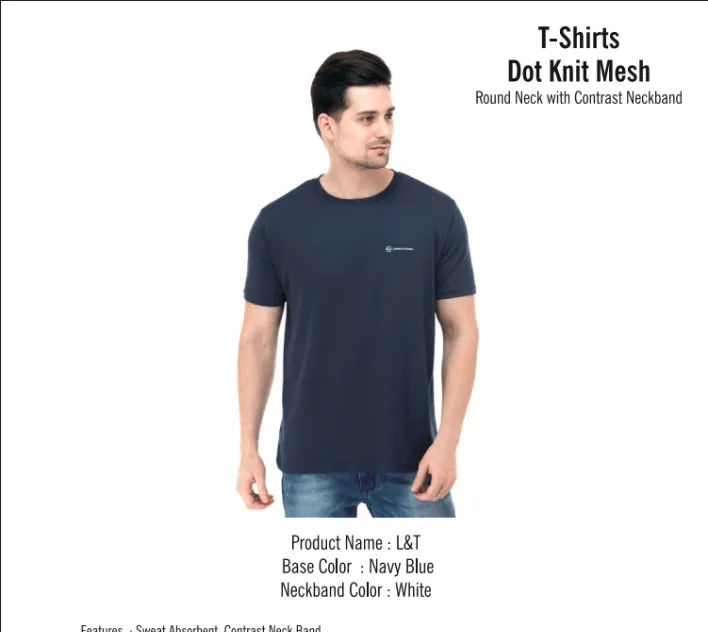 T-Shirts
Dot Knit Mesh
Round Neck with Contrast Neckband
Product Name : L&T
Base Color : Navy Blue
Neckband Color : White
Features : Sweat Absorbent, Contrast Neck Band